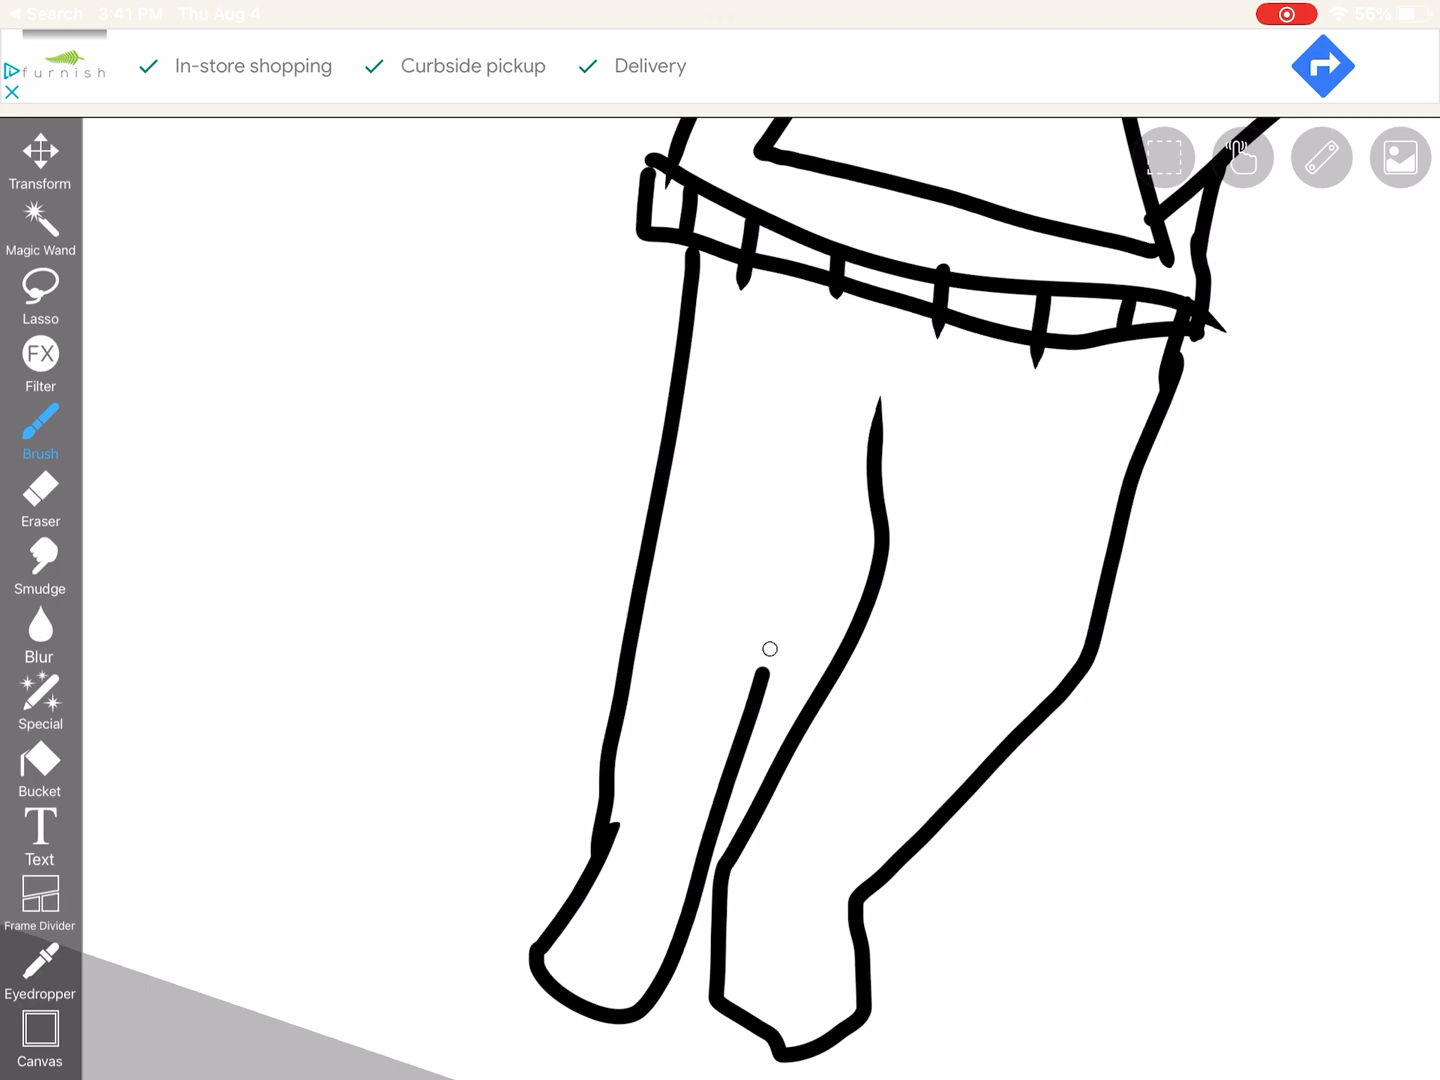 Search 3:41 PM Thu Aug 4 56%
furnish In-store shopping Curbside pickup Delivery
Transform
Magic Wand
Lasso
FX
Filter
Brush
Eraser
Smudge
Blur
Special
Bucket
T
Text
Frame Divider
Eyedropper
Canvas